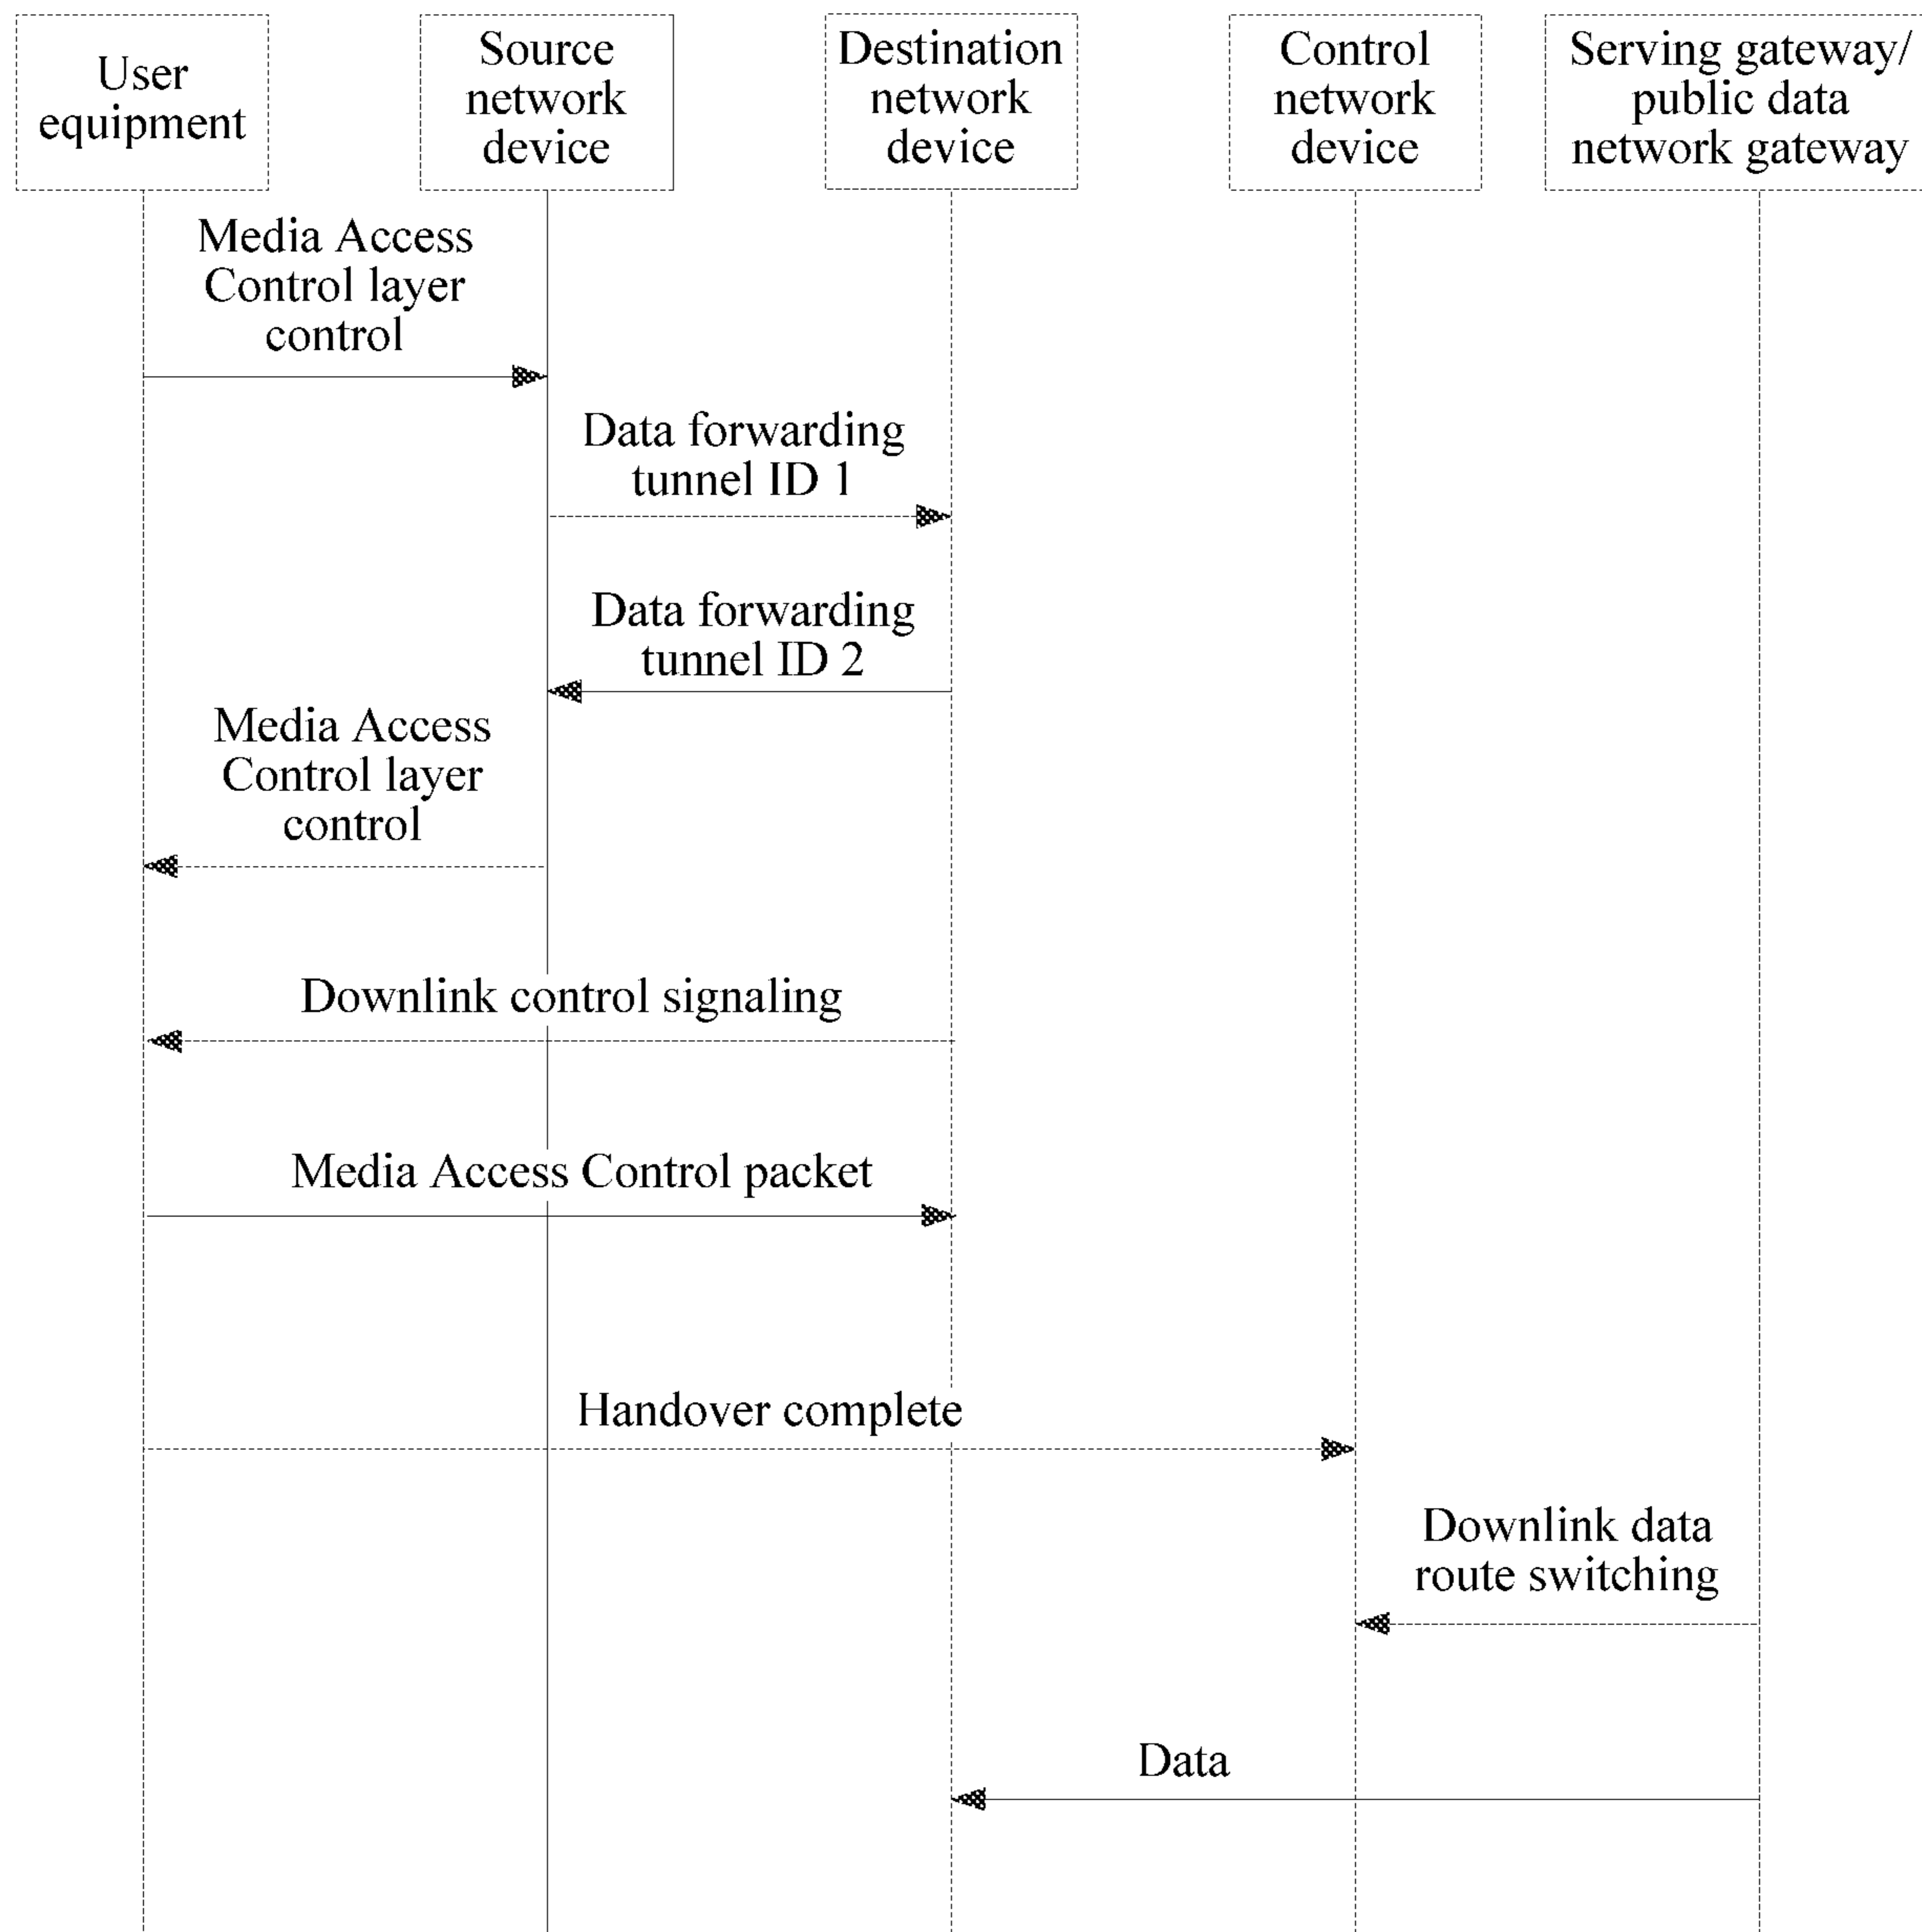 User
equipment
Source
network
device
Destination
network
device
Control
network
device
Serving gateway/
public data
network gateway
Media Access
Control layer
control
Data forwarding
tunnel ID 1
Data forwarding
tunnel ID 2
Media Access
Control layer
control
Downlink control signaling
Media Access Control packet
Handover complete
Downlink data
route switching
Data